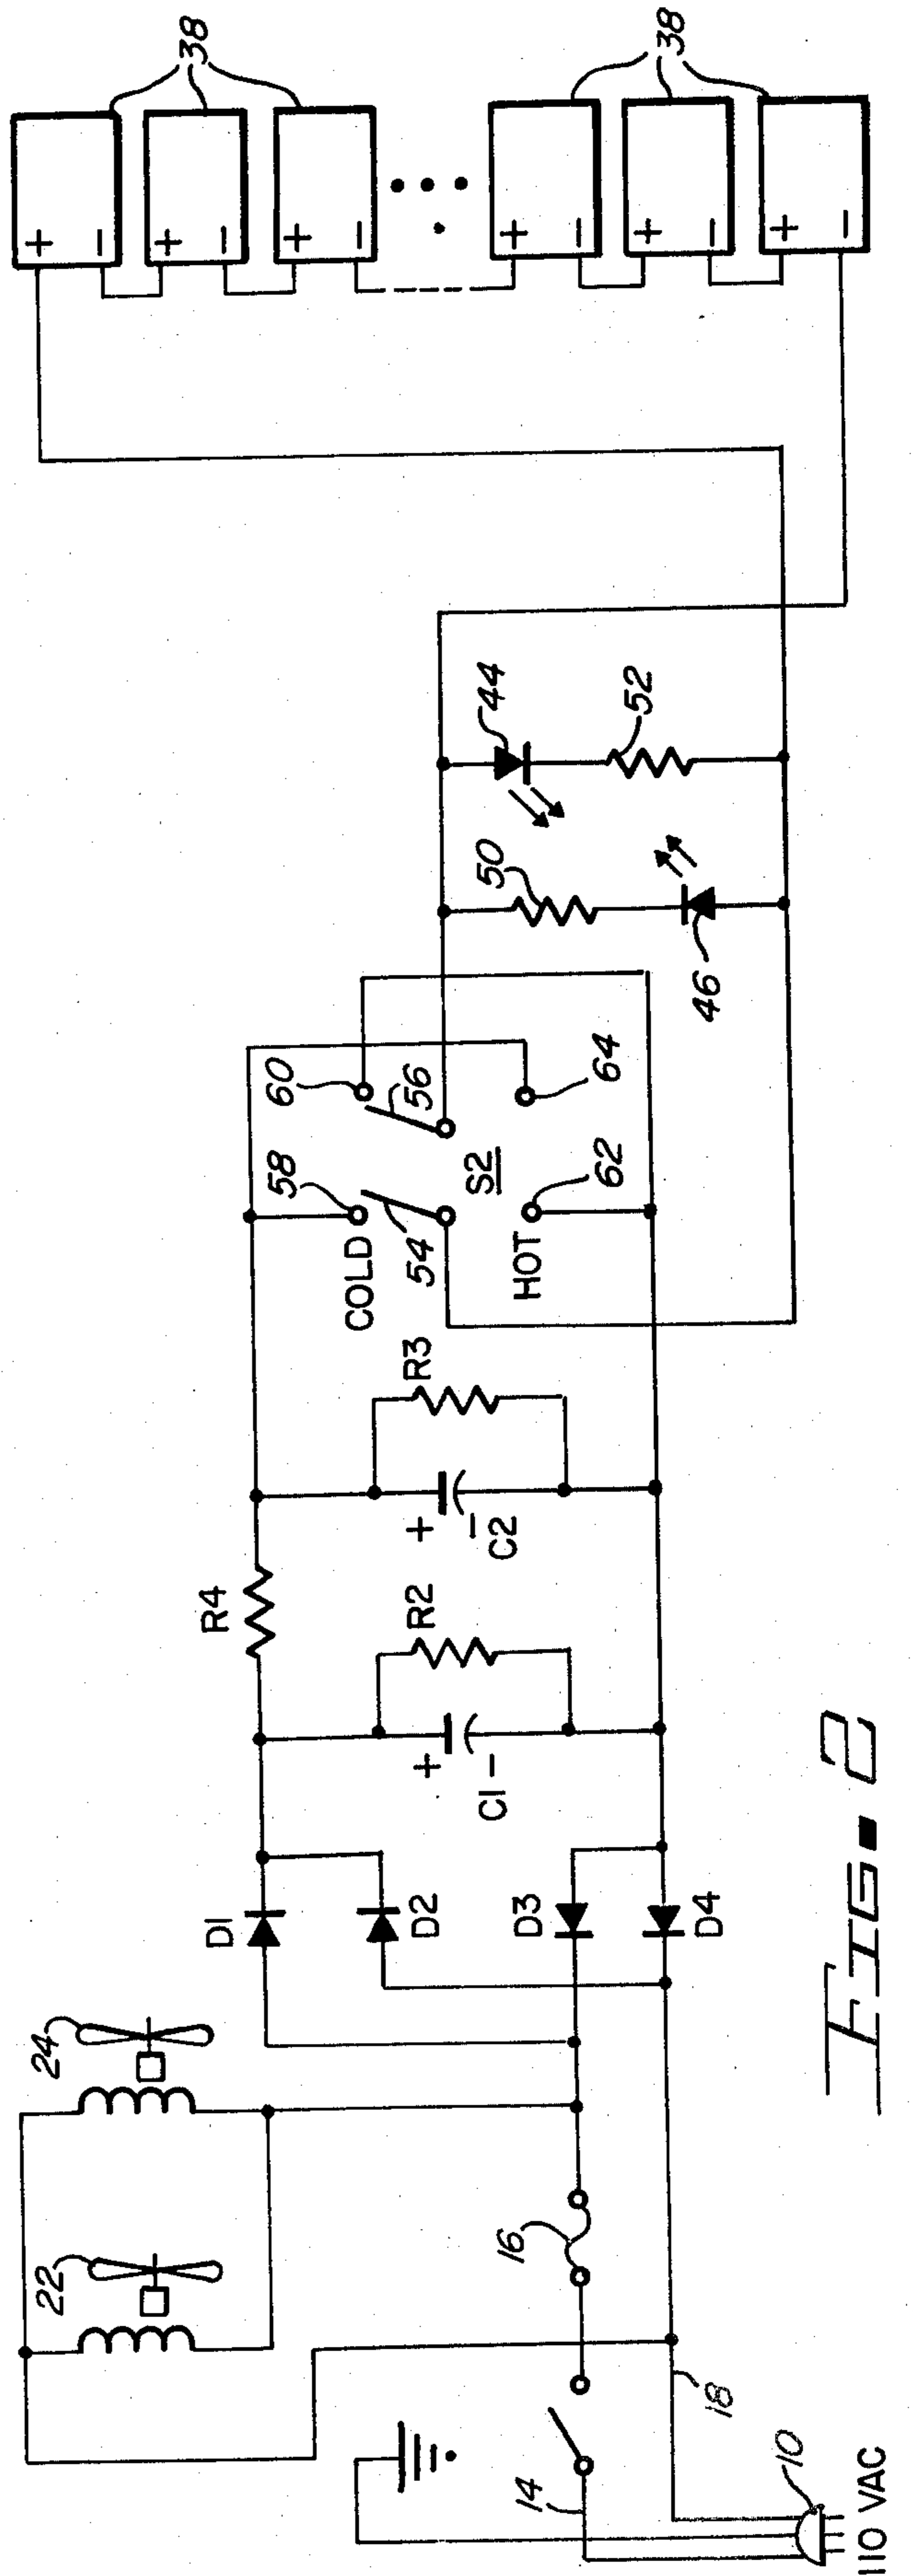 110 VAC
10
14
18
16
22
24
D1
D2
D3
D4
+
C1
-
R2
R4
+
-
C2
R3
COLD
HOT
54
58
S2
62
60
56
64
50
46
44
52
+
-
+
-
+
-
+
-
+
-
+
-
38
38
FIG. 2